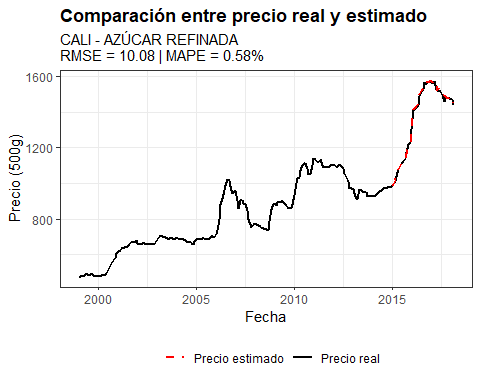 Comparación entre precio real y estimado
CALI - AZÚCAR REFINADA
RMSE = 10.08 | MAPE = 0.58%
Precio (500g)
1600
1200
800
2000 2005 2010 2015
Fecha
Precio estimado Precio real